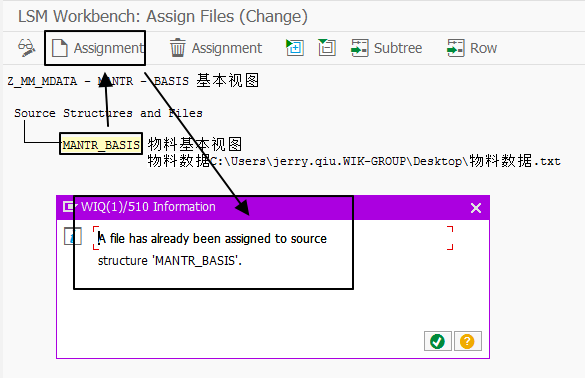 LSM Workbench: Assign Files (Change)
Assignment Assignment Subtree Row
Z_MM_MDATA - MANTR - BASIS 基本视图
Source Structures and Files
MANTR_BASIS 物料基本视图
物料数据C:\Users\jerry.qiu.WIK-GROUP\Desktop\物料数据.txt
WIQ(1)/510 Information
A file has already been assigned to source
structure 'MANTR_BASIS'.